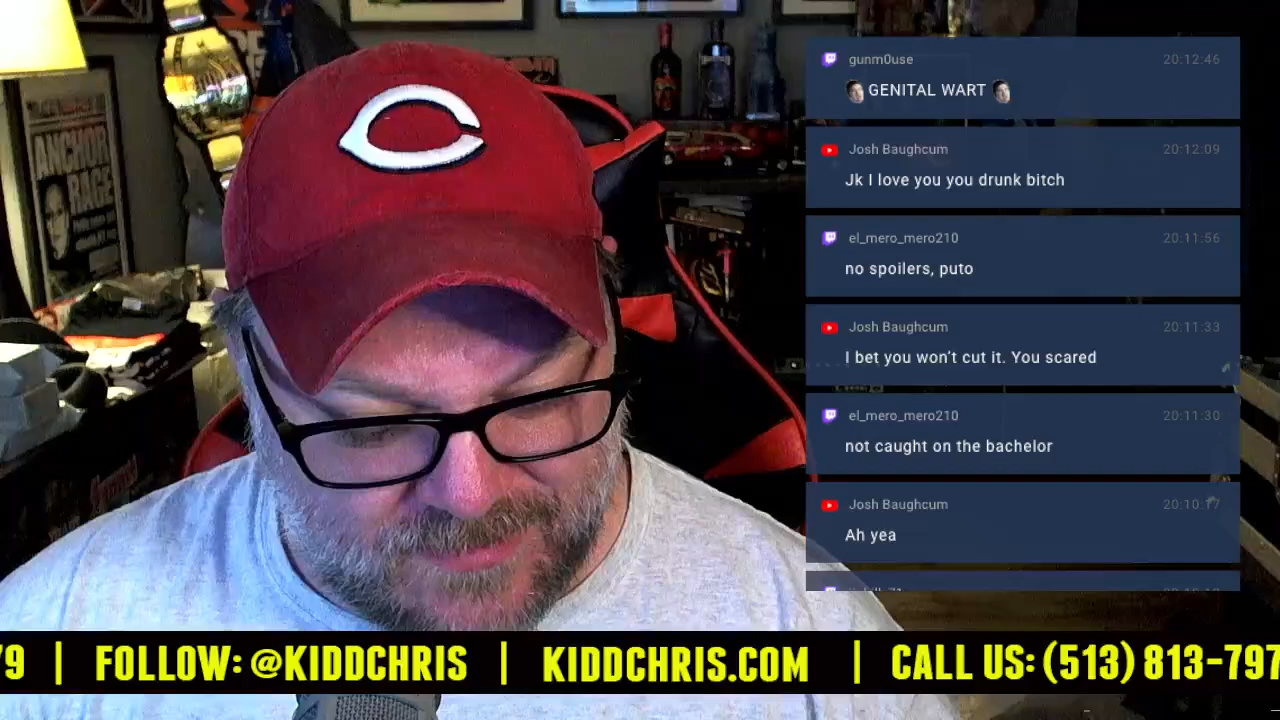 ANCHOR
RAGE
gunm0use 20:12:46
GENITAL WART
Josh Baughcum 20:12:09
Jk I love you you drunk bitch
el_mero_mero210 20:11:56
no spoilers, puto
Josh Baughcum 20:11:33
I bet you won't cut it. You scared
el_mero_mero210 20:11:30
not caught on the bachelor
Josh Baughcum 20:10:17
Ah yea
79 | FOLLOW: @KIDDCHRIS | KIDDCHRIS.COM | CALL US: (513) 813-797